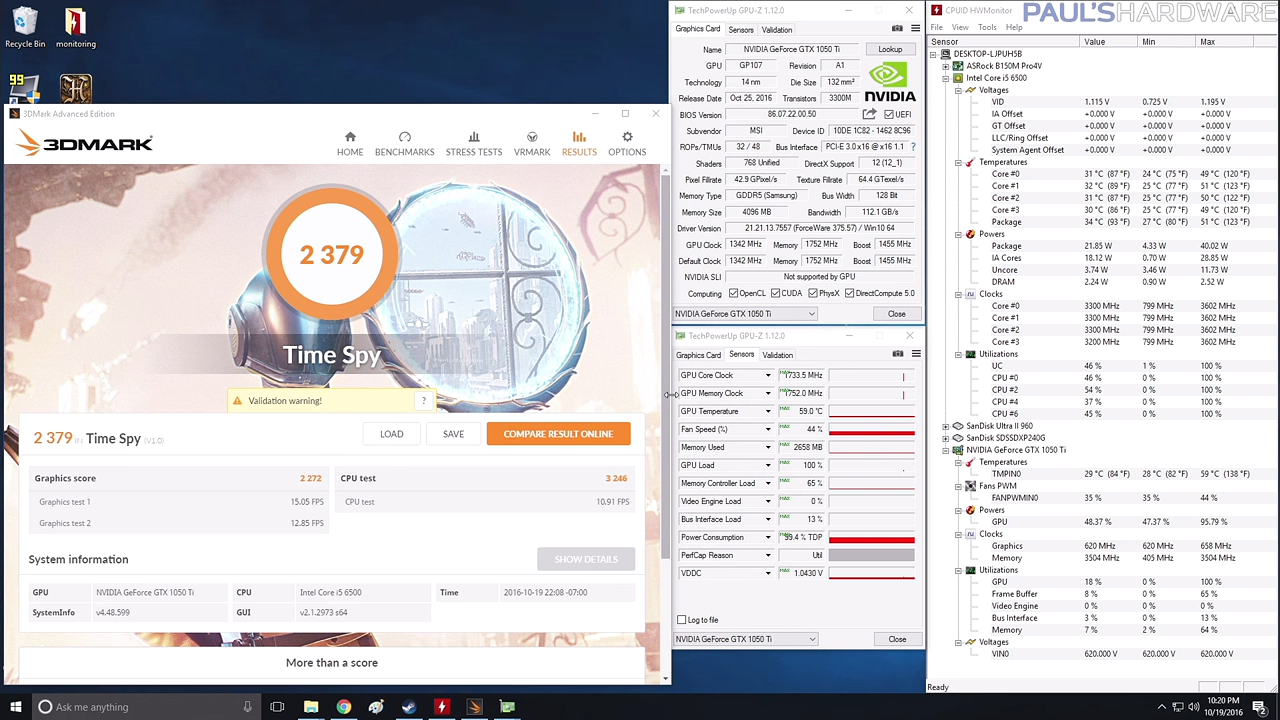 Recycle Bin
monitoring
99
3DMark Advanced Edition
3DMARK
HOME
BENCHMARKS
STRESS TESTS
VRMARK
RESULTS
OPTIONS
2 379
Time Spy
Validation warning!
?
2 379 IN Time Spy (V1.0)
LOAD
SAVE
COMPARE RESULT ONLINE
Graphics score 2 272
Graphics test 1 15.05 FPS
Graphics test 2 12.85 FPS
CPU test 3 246
CPU test 10.91 FPS
System information
SHOW DETAILS
GPU NVIDIA GeForce GTX 1050 Ti CPU Intel Core i5 6500 Time 2016-10-19 22:08 -07:00
SystemInfo v4.48.599 GUI v2.1.2973 s64
More than a score
TechPowerUp GPU-Z 1.12.0
Graphics Card Sensors Validation
Name NVIDIA GeForce GTX 1050 Ti Lookup
GPU GP107 Revision A1
Technology 14 nm Die Size 132 mm²
Release Date Oct 25, 2016 Transistors 3300M
NVIDIA
BIOS Version 86.07.22.00.50 UEFI
Subvendor MSI Device ID 10DE 1C82 - 1462 8C96
ROPs/TMUs 32 / 48 Bus Interface PCI-E 3.0 x16 @ x16 1.1 ?
Shaders 768 Unified DirectX Support 12 (12_1)
Pixel Fillrate 42.9 GPixel/s Texture Fillrate 64.4 GTexel/s
Memory Type GDDR5 (Samsung) Bus Width 128 Bit
Memory Size 4096 MB Bandwidth 112.1 GB/s
Driver Version 21.21.13.7557 (ForceWare 375.57) / Win10 64
GPU Clock 1342 MHz Memory 1752 MHz Boost 1455 MHz
Default Clock 1342 MHz Memory 1752 MHz Boost 1455 MHz
NVIDIA SLI Not supported by GPU
Computing OpenCL CUDA PhysX DirectCompute 5.0
NVIDIA GeForce GTX 1050 Ti Close
TechPowerUp GPU-Z 1.12.0
Graphics Card Sensors Validation
GPU Core Clock MAX 1733.5 MHz
GPU Memory Clock MAX 1752.0 MHz
GPU Temperature MAX 59.0 °C
Fan Speed (%) MAX 44 %
Memory Used MAX 2658 MB
GPU Load MAX 100 %
Memory Controller Load MAX 65 %
Video Engine Load MAX 0 %
Bus Interface Load MAX 13 %
Power Consumption MAX 99.4 % TDP
PerfCap Reason Util
VDDC MAX 1.0430 V
Log to file
NVIDIA GeForce GTX 1050 Ti Close
CPUID HWMonitor
PAUL'SHARDWARE
File View Tools Help
Sensor Value Min Max
DESKTOP-LJPUH5B
ASRock B150M Pro4V
Intel Core i5 6500
Voltages
VID 1.115 V 0.725 V 1.195 V
IA Offset +0.000 V +0.000 V +0.000 V
GT Offset +0.000 V +0.000 V +0.000 V
LLC/Ring Offset +0.000 V +0.000 V +0.000 V
System Agent Offset +0.000 V +0.000 V +0.000 V
Temperatures
Core #0 31 °C (87 °F) 24 °C (75 °F) 49 °C (120 °F)
Core #1 32 °C (89 °F) 25 °C (77 °F) 51 °C (123 °F)
Core #2 31 °C (87 °F) 25 °C (77 °F) 50 °C (122 °F)
Core #3 30 °C (86 °F) 25 °C (77 °F) 49 °C (120 °F)
Package 34 °C (93 °F) 27 °C (80 °F) 51 °C (123 °F)
Powers
Package 21.85 W 4.33 W 40.02 W
IA Cores 18.12 W 0.70 W 28.85 W
Uncore 3.74 W 3.46 W 11.73 W
DRAM 2.24 W 0.90 W 2.52 W
Clocks
Core #0 3300 MHz 799 MHz 3602 MHz
Core #1 3300 MHz 799 MHz 3602 MHz
Core #2 3300 MHz 799 MHz 3602 MHz
Core #3 3200 MHz 799 MHz 3602 MHz
Utilizations
UC 46 % 1 % 100 %
CPU #0 46 % 0 % 100 %
CPU #2 54 % 0 % 100 %
CPU #4 37 % 0 % 100 %
CPU #6 45 % 0 % 100 %
SanDisk Ultra II 960
SanDisk SDSSDXP240G
NVIDIA GeForce GTX 1050 Ti
Temperatures
TMPIN0 29 °C (84 °F) 28 °C (82 °F) 59 °C (138 °F)
Fans PWM
FANPWMIN0 35 % 35 % 44 %
Powers
GPU 48.37 % 47.37 % 95.79 %
Clocks
Graphics 620 MHz 620 MHz 658 MHz
Memory 3504 MHz 405 MHz 3504 MHz
Utilizations
GPU 18 % 0 % 100 %
Frame Buffer 8 % 0 % 65 %
Video Engine 0 % 0 % 0 %
Bus Interface 3 % 0 % 13 %
Memory 7 % 2 % 64 %
Voltages
VIN0 620.000 V 620.000 V 620.000 V
Ready
Ask me anything
10:20 PM
10/19/2016
2